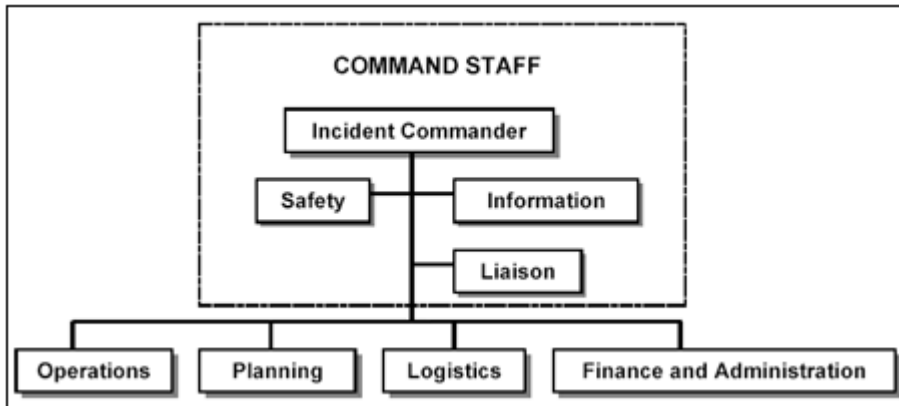 COMMAND STAFF
Incident Commander
Safety
Information
Liaison
Operations
Planning
Logistics
Finance and Administration